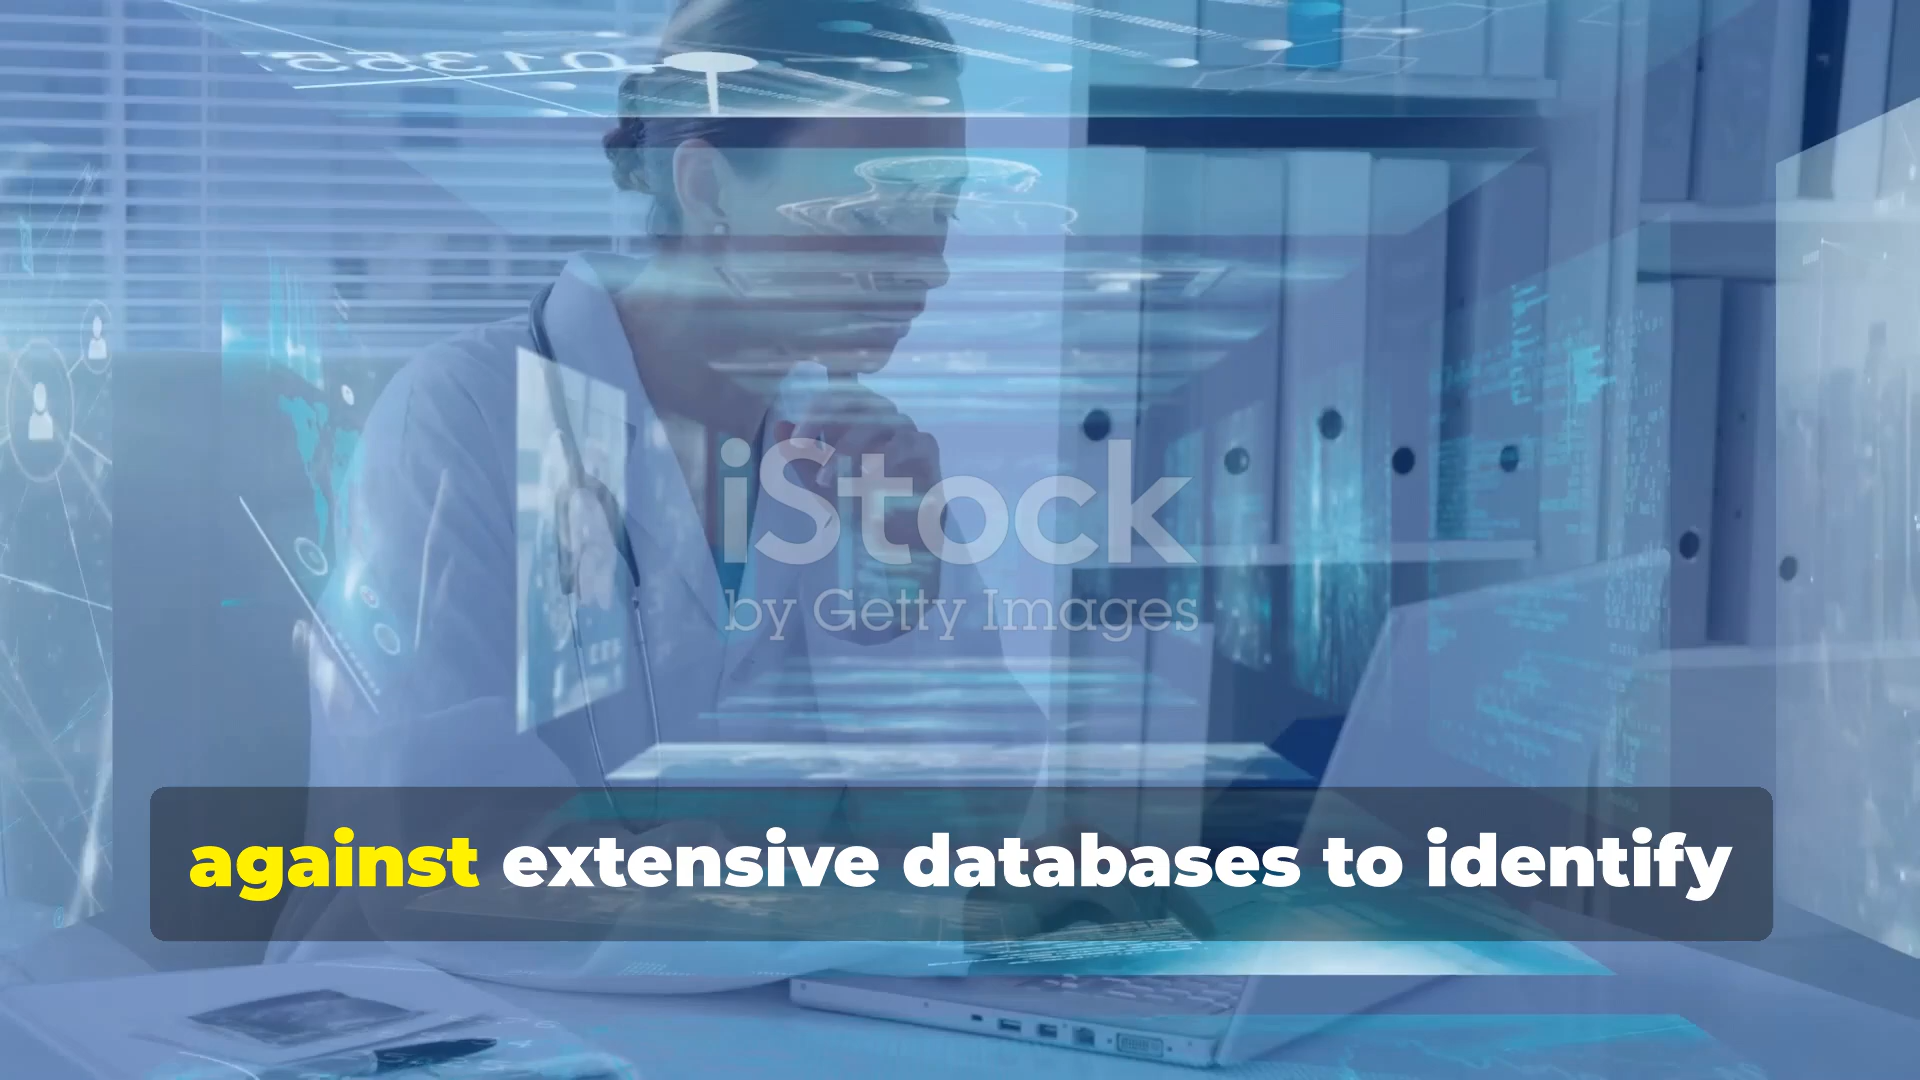 iStock
by Getty Images
against extensive databases to identify